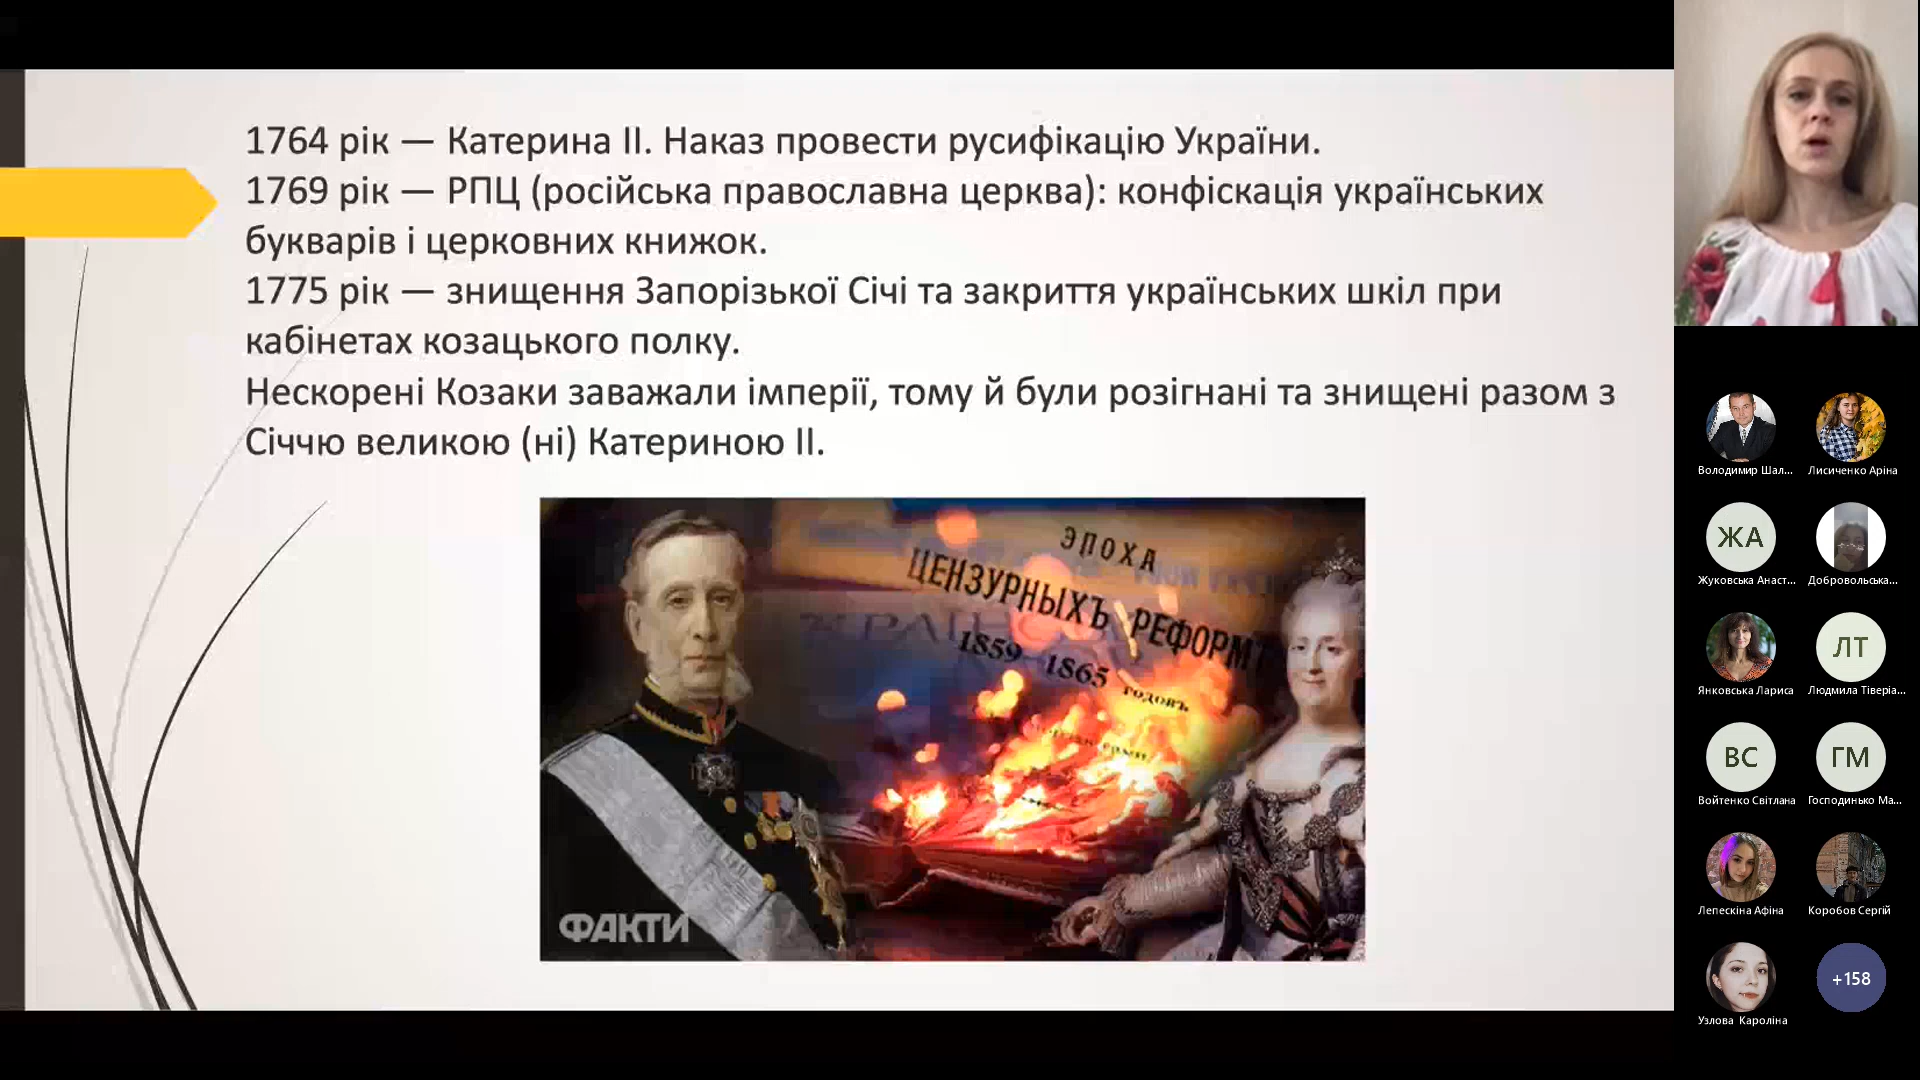 1764 рік — Катерина ІІ. Наказ провести русифікацію України.
1769 рік — РПЦ (російська православна церква): конфіскація українських
букварів і церковних книжок.
1775 рік — знищення Запорізької Січі та закриття українських шкіл при
кабінетах козацького полку.
Нескорені Козаки заважали імперії, тому й були розігнані та знищені разом з
Січчю великою (ні) Катериною ІІ.
ЭПОХА
ЦЕНЗУРНЫХЪ РЕФОРМЪ
1859 1865 годовъ
ФАКТИ
Володимир Шал...
Лисиченко Аріна
ЖА
Жуковська Анаст...
Добровольська...
Янковська Лариса
ЛТ
Людмила Тіверіа...
ВС
Войтенко Світлана
ГМ
Господинько Ма...
Лепескіна Афіна
Коробов Сергій
Узлова Кароліна
+158